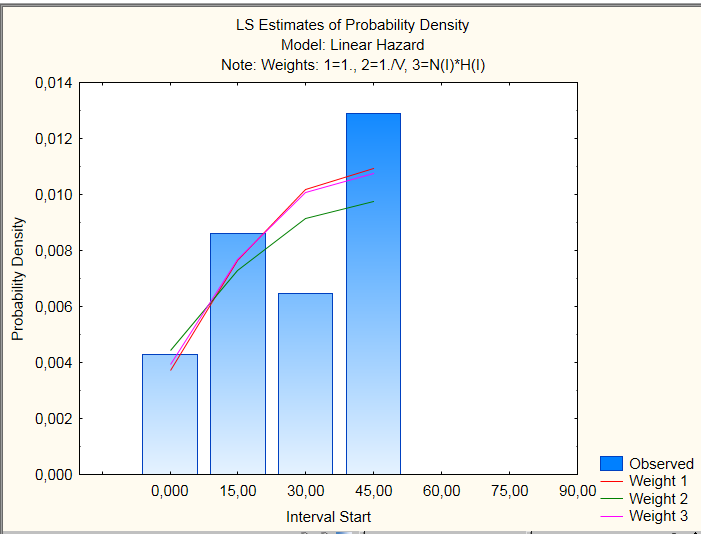 LS Estimates of Probability Density
Model: Linear Hazard
Note: Weights: 1=1., 2=1./V, 3=N(I)*H(I)
0,014
0,012
0,010
0,008
0,006
0,004
0,002
0,000
Probability Density
0,000 15,00 30,00 45,00 60,00 75,00 90,00
Interval Start
Observed
Weight 1
Weight 2
Weight 3